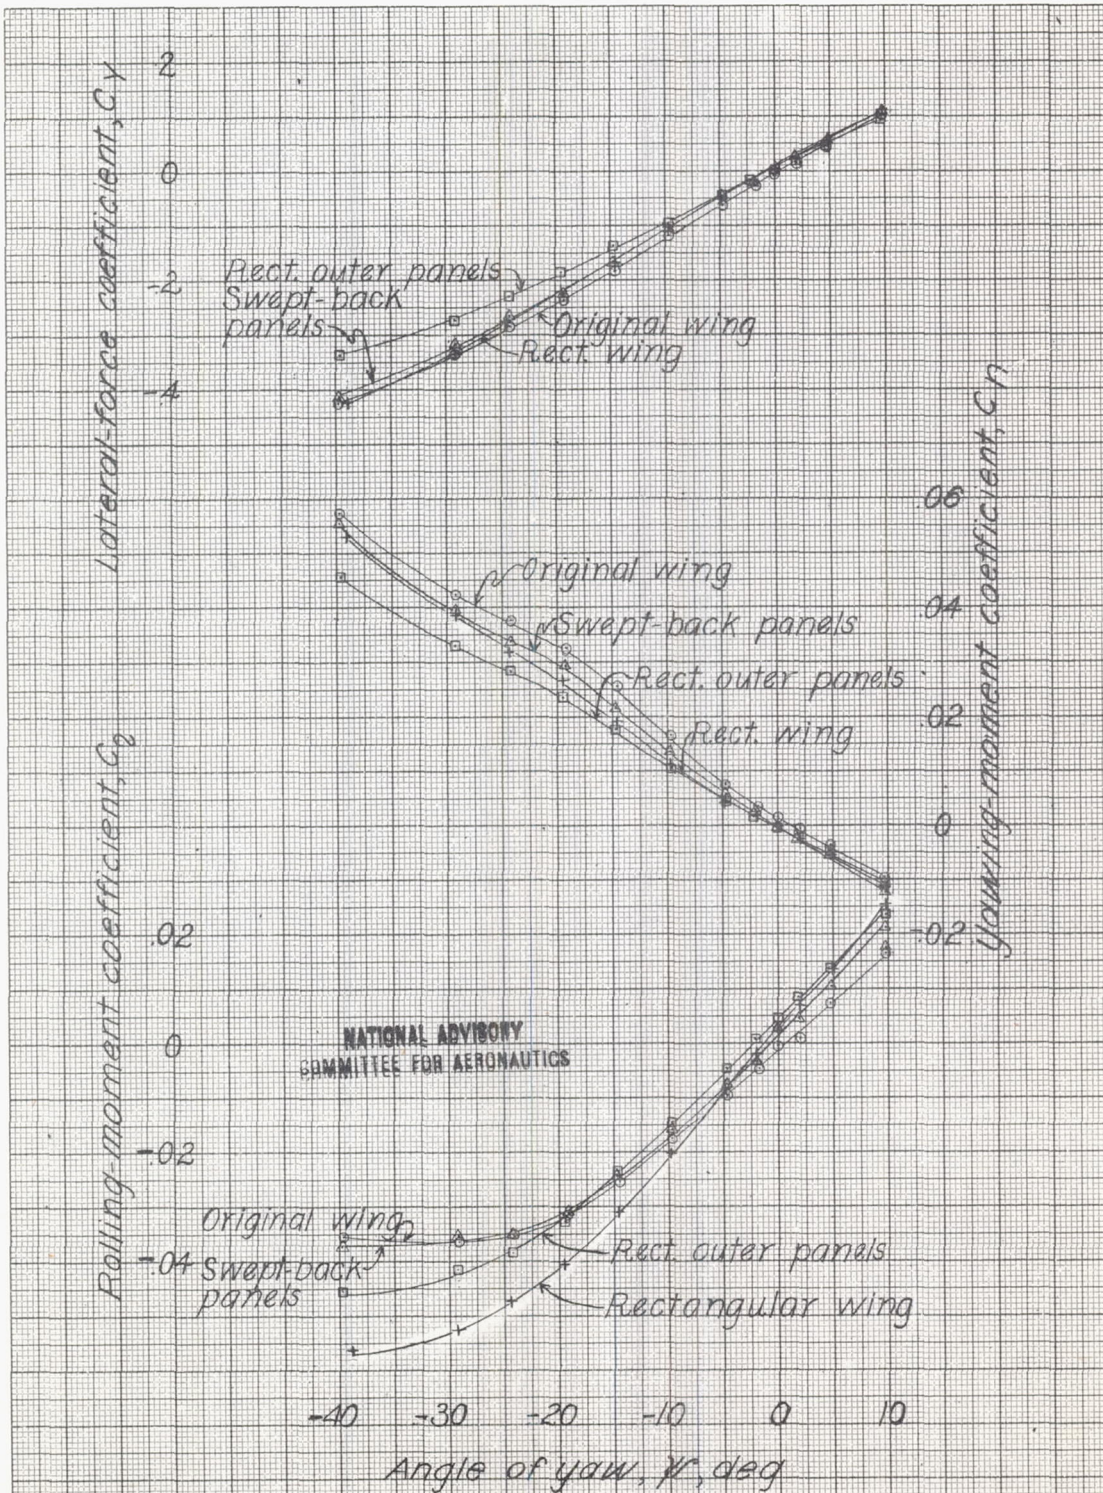 Lateral-force coefficient, C Y
.2
0
-.2
-.4
Rect. outer panels
Swept-back
panels
Original wing
Rect. wing
Yawing-moment coefficient, C n
.06
.04
.02
0
-.02
Original wing
Swept-back panels
Rect. outer panels
Rect. wing
Rolling-moment coefficient, C l
.02
0
-.02
-.04
NATIONAL ADVISORY
COMMITTEE FOR AERONAUTICS
Original wing
Swept-back
panels
Rect. outer panels
Rectangular wing
-40 -30 -20 -10 0 10
Angle of yaw, ψ, deg